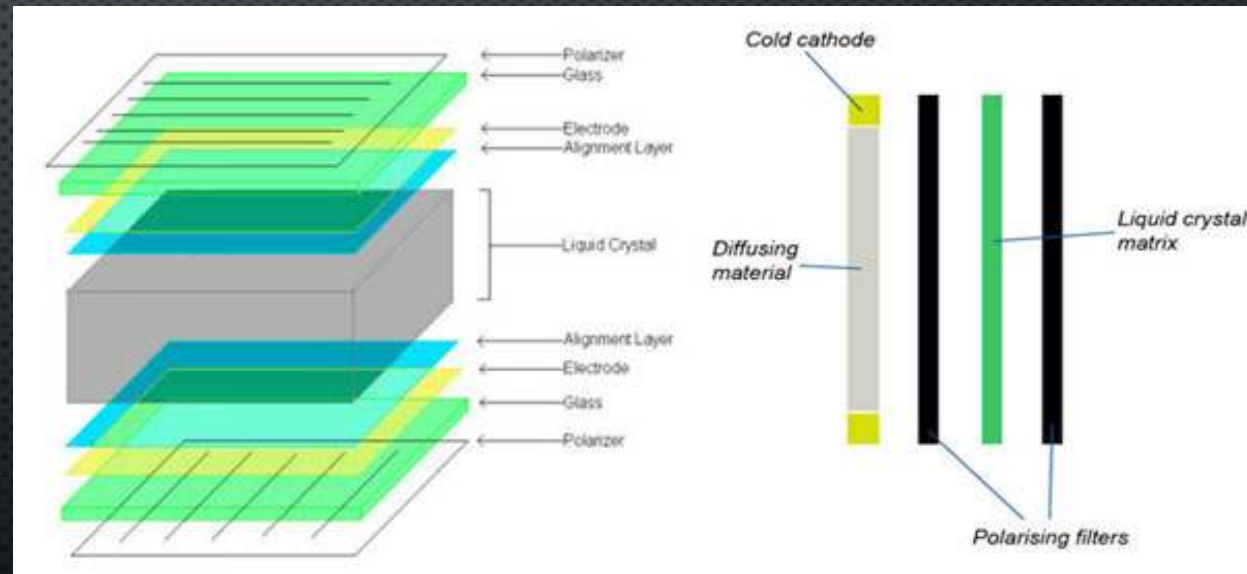 Polarizer
Glass
Electrode
Alignment Layer
Liquid Crystal
Alignment Layer
Electrode
Glass
Polarizer
Cold cathode
Diffusing
material
Liquid crystal
matrix
Polarising filters